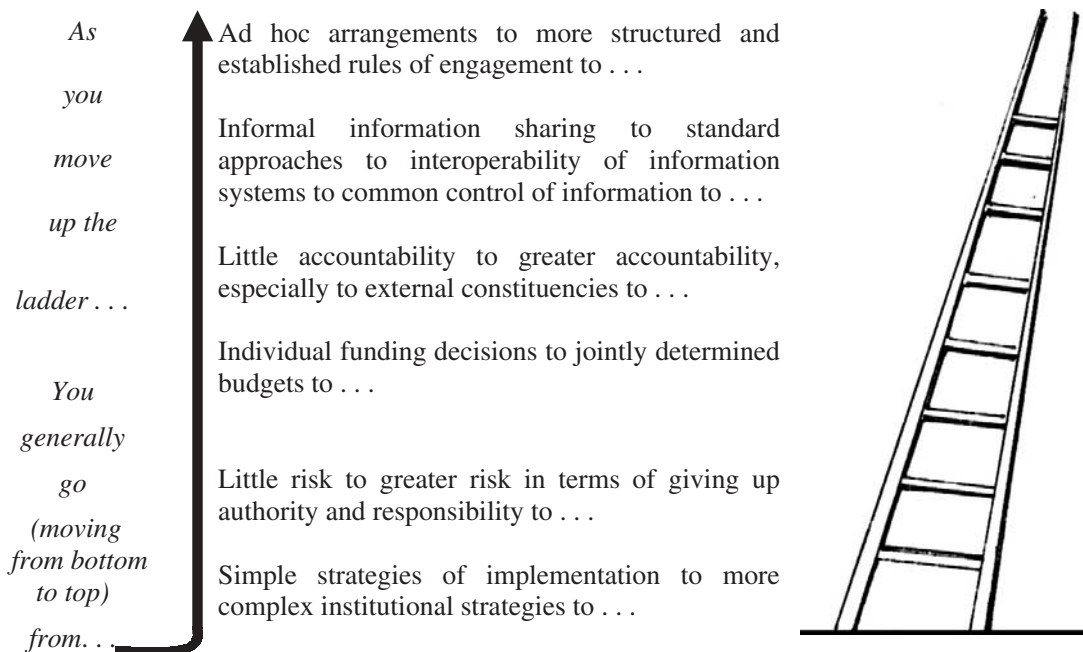 As
you
move
up the
ladder . . .
You
generally
go
(moving
from bottom
to top)
from. . .
Ad hoc arrangements to more structured and
established rules of engagement to . . .
Informal information sharing to standard
approaches to interoperability of information
systems to common control of information to . . .
Little accountability to greater accountability,
especially to external constituencies to . . .
Individual funding decisions to jointly determined
budgets to . . .
Little risk to greater risk in terms of giving up
authority and responsibility to . . .
Simple strategies of implementation to more
complex institutional strategies to . . .